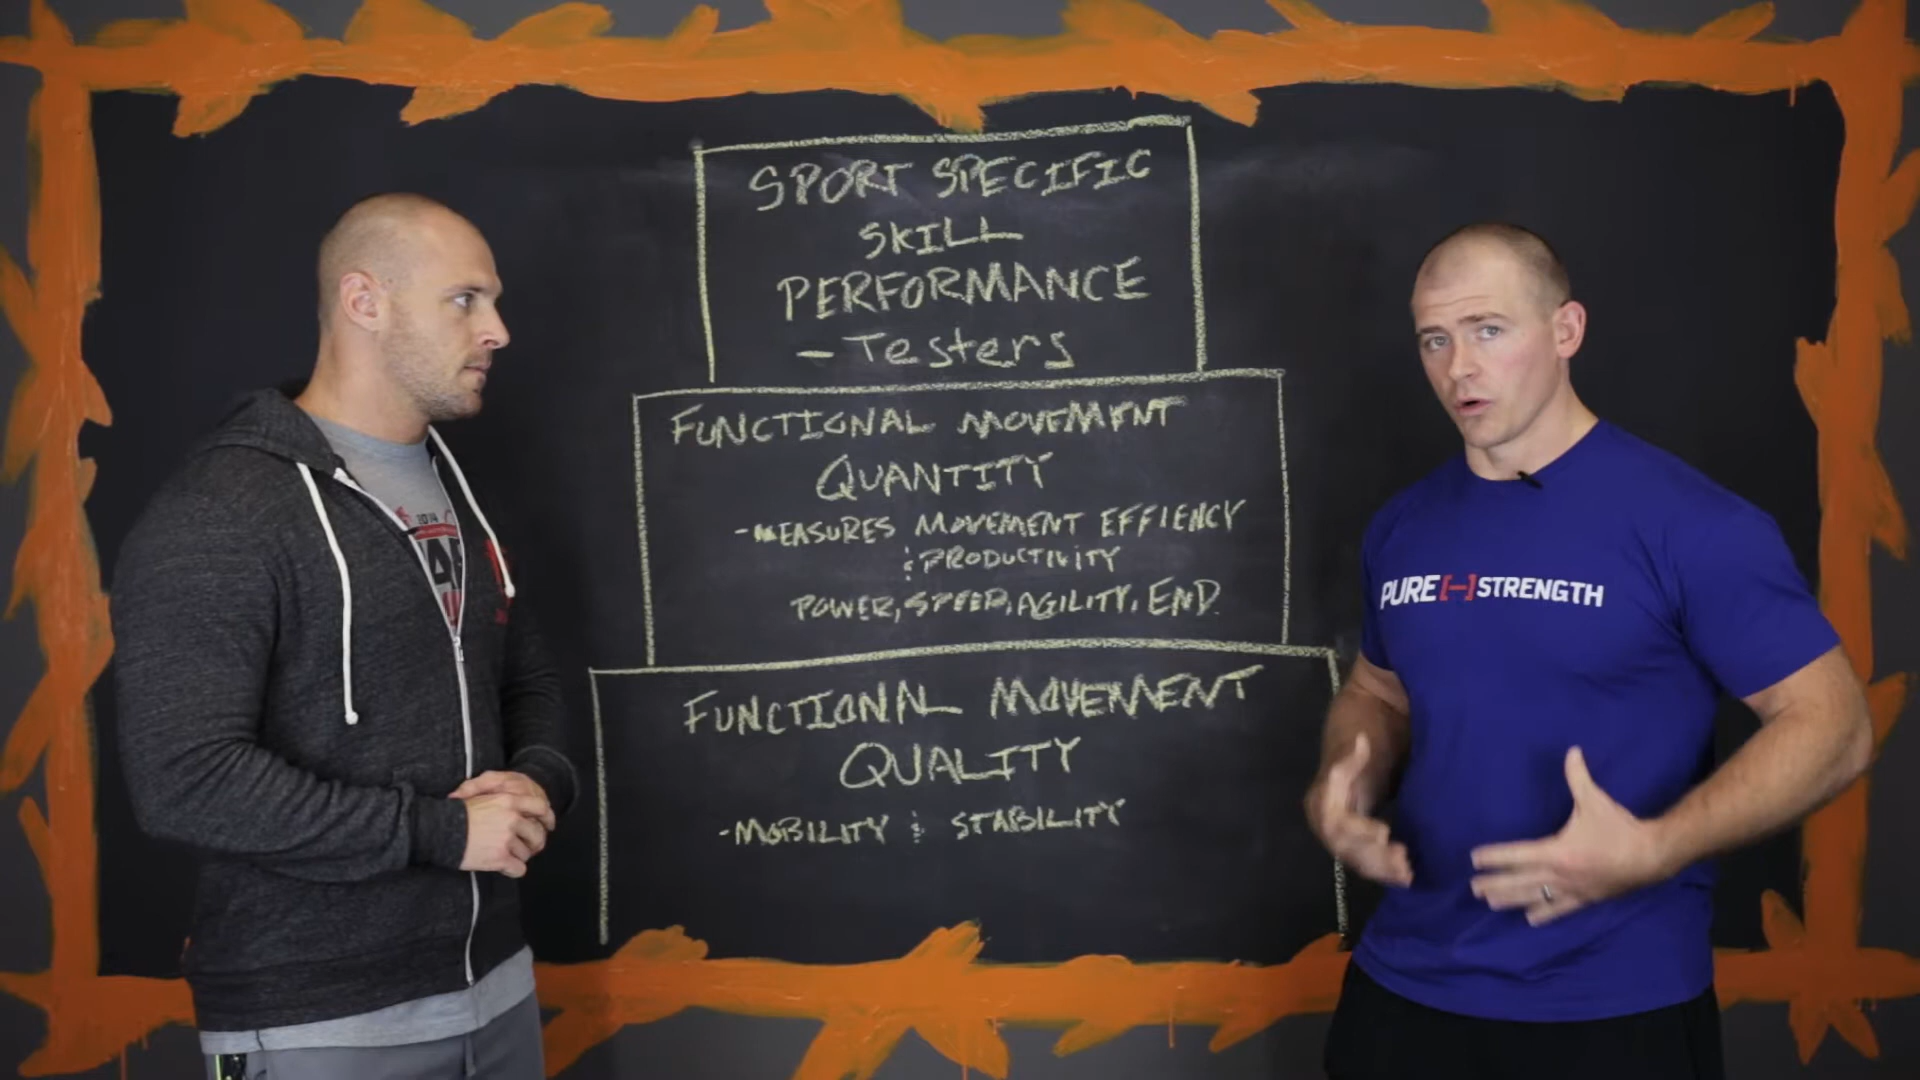 SPORT SPECIFIC
SKILL
PERFORMANCE
- Testers
FUNCTIONAL MOVEMENT
QUANTITY
- MEASURES MOVEMENT EFFIENCY
& PRODUCTIVITY
POWER, SPEED, AGILITY, END.
FUNCTIONAL MOVEMENT
QUALITY
- MOBILITY & STABILITY
PURE [-] STRENGTH
2014